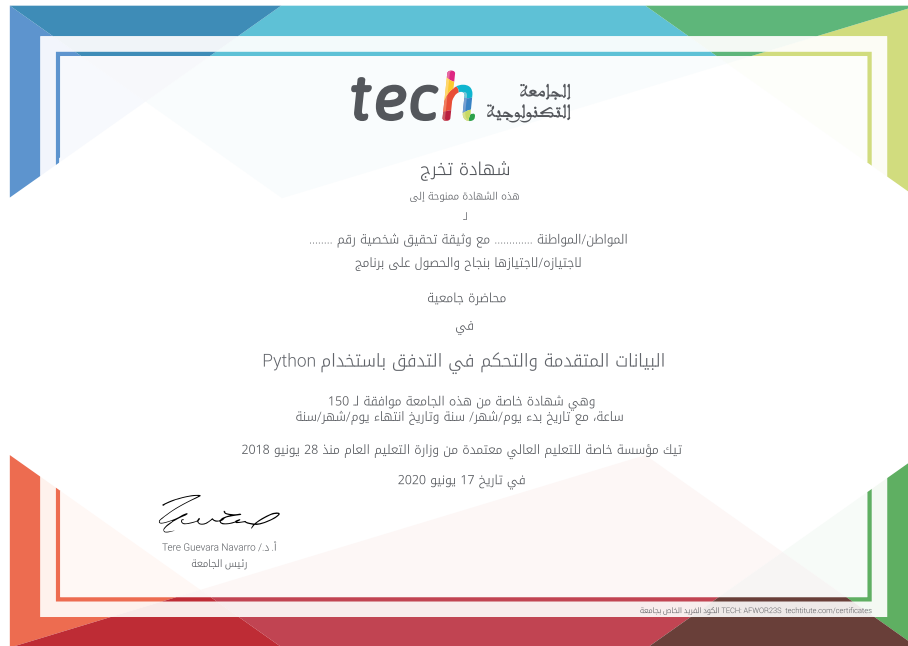 tech الجامعة
التكنولوجية
شهادة تخرج
هذه الشهادة ممنوحة إلى
لـ
المواطن/المواطنة ............. مع وثيقة تحقيق شخصية رقم ........
لاجتيازه/لاجتيازها بنجاح والحصول على برنامج
محاضرة جامعية
في
البيانات المتقدمة والتحكم في التدفق باستخدام Python
وهي شهادة خاصة من هذه الجامعة موافقة لـ 150
ساعة، مع تاريخ بدء يوم/شهر/ سنة وتاريخ انتهاء يوم/شهر/سنة
تيك مؤسسة خاصة للتعليم العالي معتمدة من وزارة التعليم العام منذ 28 يونيو 2018
في تاريخ 17 يونيو 2020
أ. د./ Tere Guevara Navarro
رئيس الجامعة
الكود الفريد الخاص بجامعة TECH: AFWOR23S techtitute.com/certificates